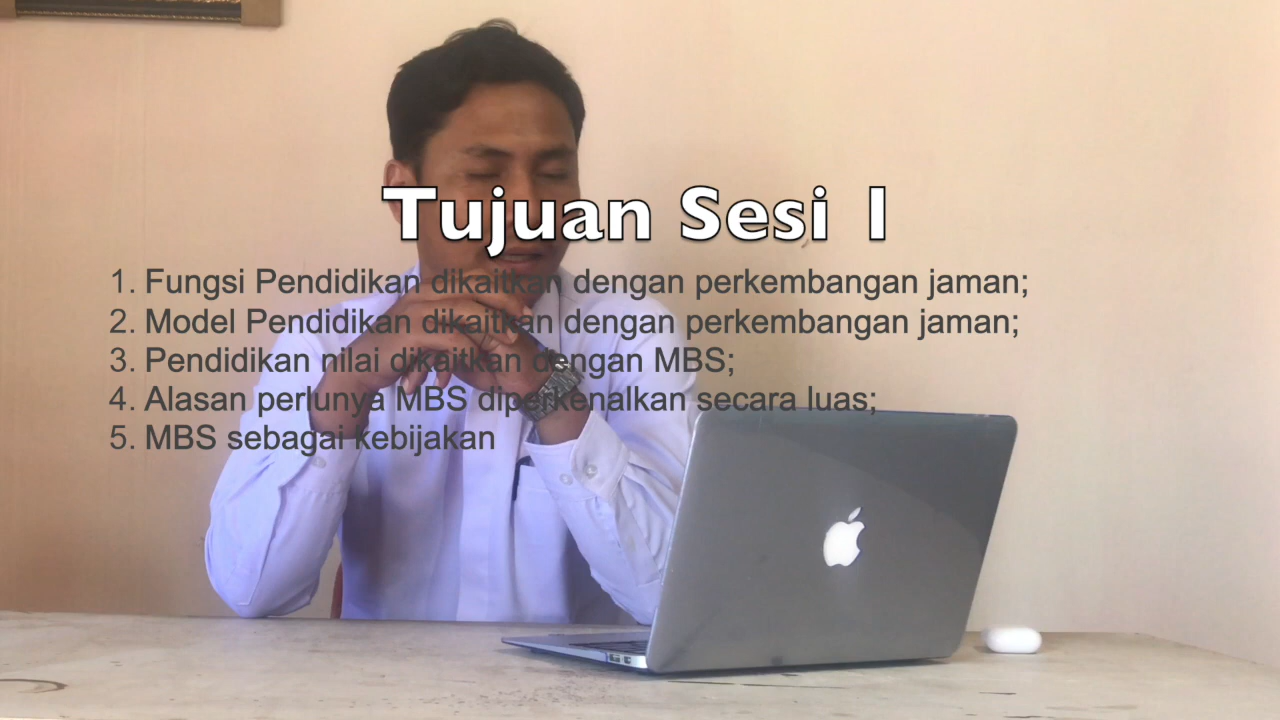 Tujuan Sesi 1
1. Fungsi Pendidikan dikaitkan dengan perkembangan jaman;
2. Model Pendidikan dikaitkan dengan perkembangan jaman;
3. Pendidikan nilai dikaitkan dengan MBS;
4. Alasan perlunya MBS diperkenalkan secara luas;
5. MBS sebagai kebijakan